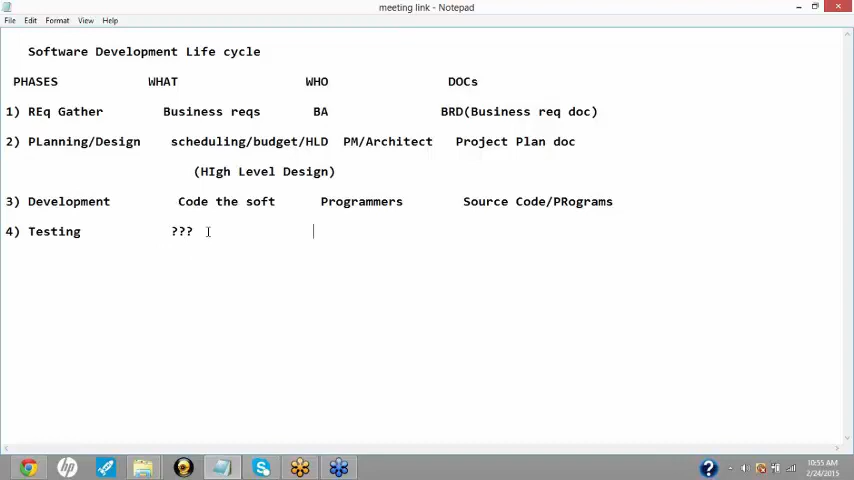 meeting link - Notepad
File Edit Format View Help
Software Development Life cycle
PHASES WHAT WHO DOCs
1) REq Gather Business reqs BA BRD(Business req doc)
2) PLanning/Design scheduling/budget/HLD PM/Architect Project Plan doc
(HIgh Level Design)
3) Development Code the soft Programmers Source Code/PRograms
4) Testing ???
10:55 AM
2/24/2015